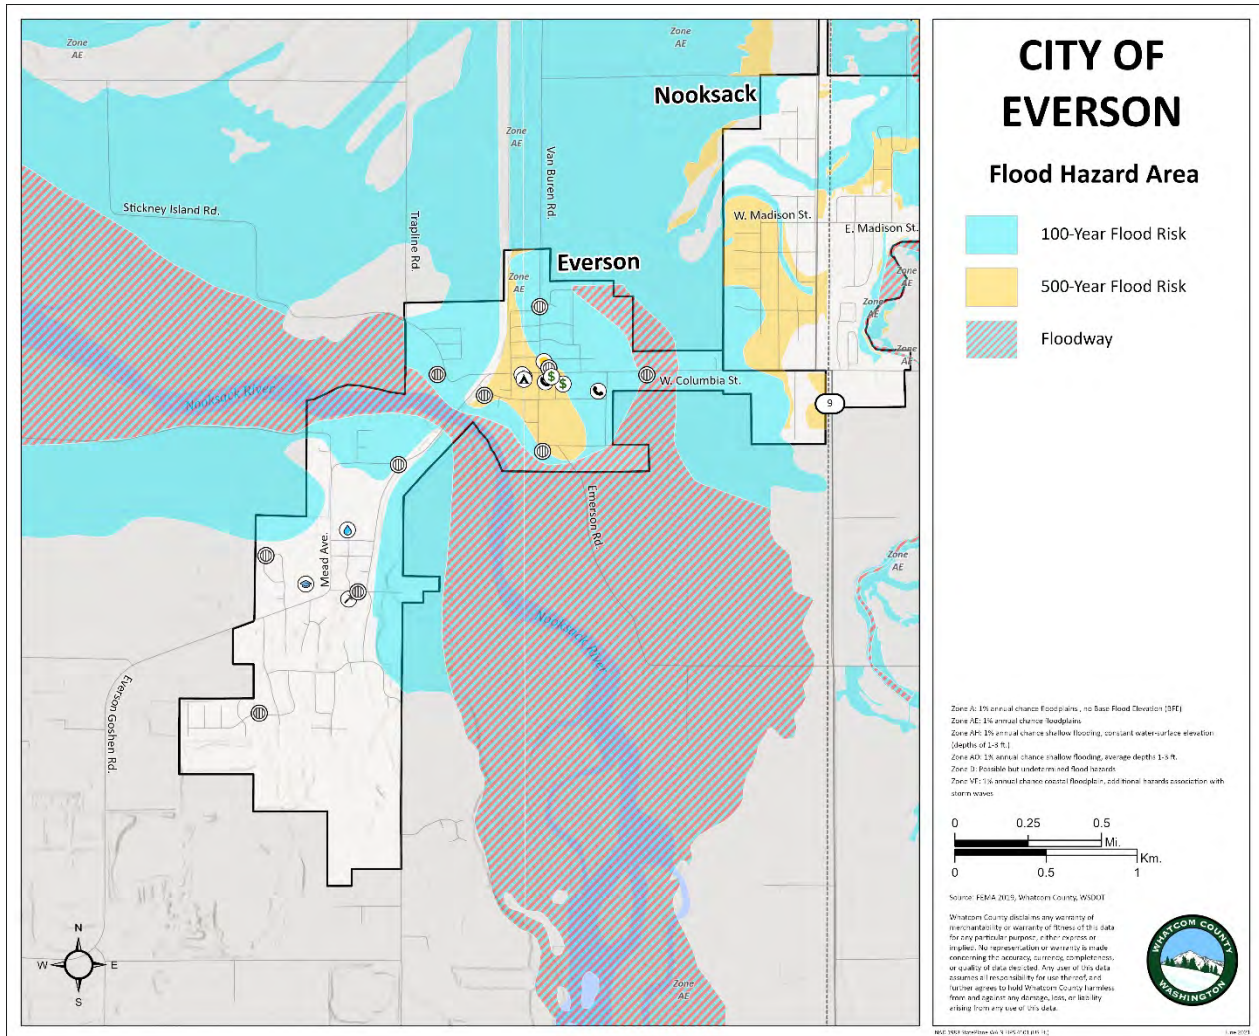 Zone
AE
Zone
AE
Nooksack
Zone
AE
Van Buren Rd.
Stickney Island Rd.
Trapline Rd.
W. Madison St.
E. Madison St.
Everson
Zone
AE
Zone
AE
Zone
AE
Zone
AE
Nooksack River
$
$
W. Columbia St.
9
Emerson Rd.
Mead Ave.
Zone
AE
Nooksack River
Everson Goshen Rd.
Zone
AE
N
W
E
S
CITY OF
EVERSON
Flood Hazard Area
100-Year Flood Risk
500-Year Flood Risk
Floodway
Zone A: 1% annual chance floodplains, no Base Flood Elevation (BFE)
Zone AE: 1% annual chance floodplains
Zone AH: 1% annual chance shallow flooding, constant water-surface elevation
(depths of 1-3 ft.)
Zone AO: 1% annual chance shallow flooding, average depths 1-3 ft.
Zone D: Possible but undetermined flood hazards
Zone VE: 1% annual chance coastal floodplain, additional hazards association with
storm waves
0 0.25 0.5
Mi.
Km.
0 0.5 1
Source: FEMA 2019, Whatcom County, WSDOT
Whatcom County disclaims any warranty of
merchantability or warranty of fitness of this data
for any particular purpose, either express or
implied. No representation or warranty is made
concerning the accuracy, currency, completeness,
or quality of data depicted. Any user of this data
assumes all responsibility for use thereof, and
further agrees to hold Whatcom County harmless
from and against any damage, loss, or liability
arising from any use of this data.
WHATCOM COUNTY
WASHINGTON